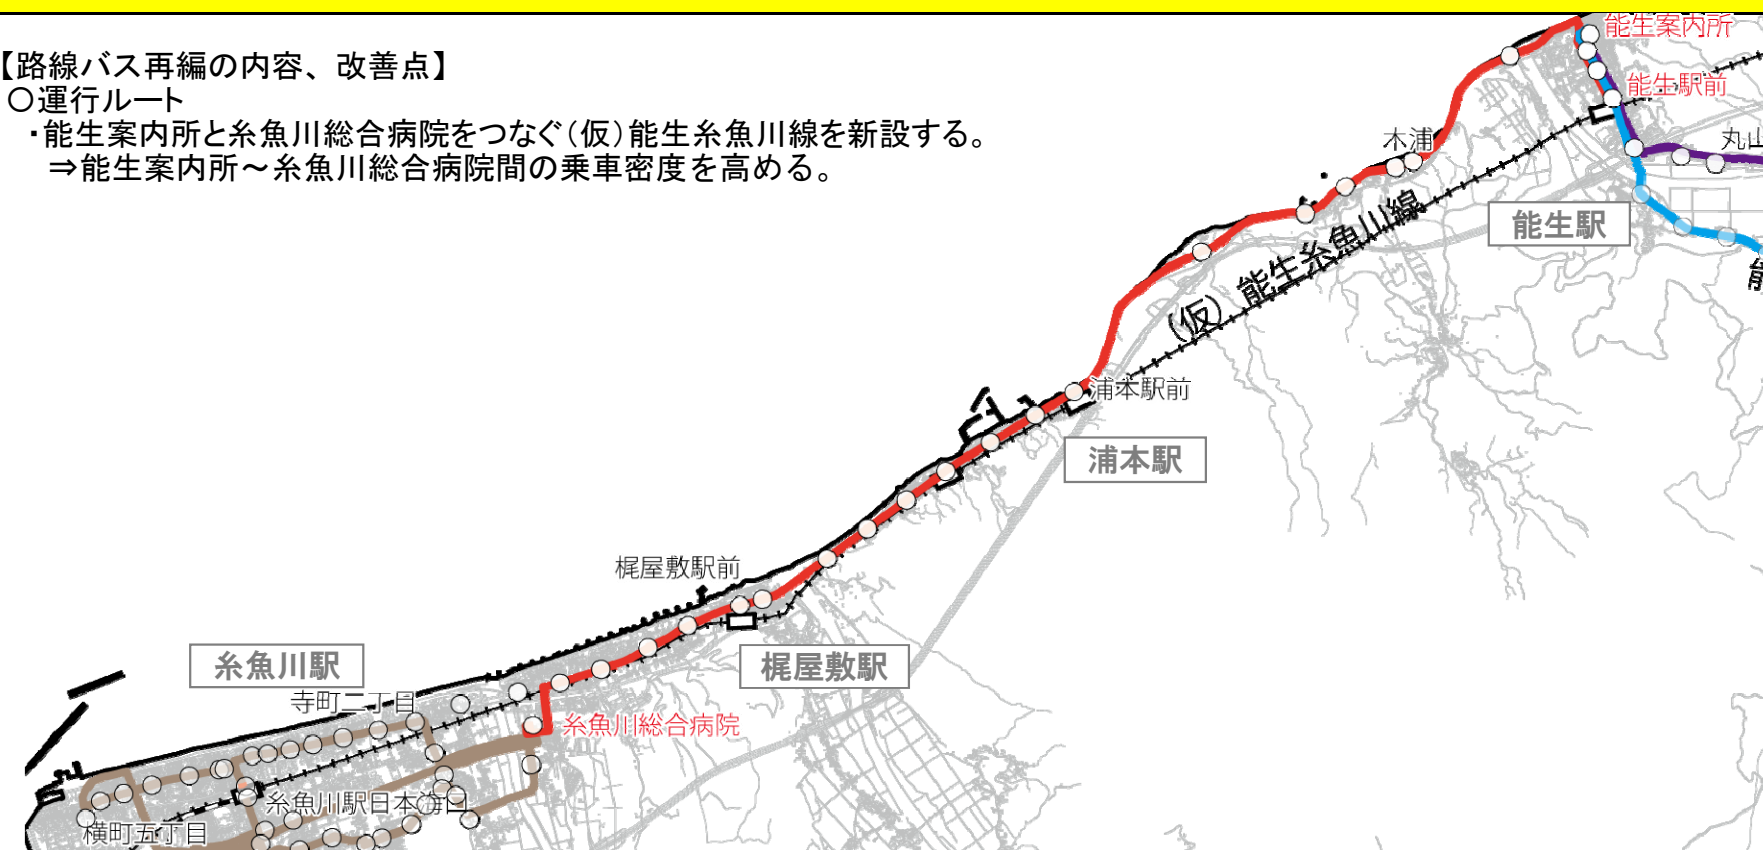 【路線バス再編の内容、改善点】
〇運行ルート
・能生案内所と糸魚川総合病院をつなぐ（仮）能生糸魚川線を新設する。
⇒能生案内所～糸魚川総合病院間の乗車密度を高める。
能生案内所
能生駅前
木浦
丸山
能生駅
能
(仮) 能生糸魚川線
浦本駅前
浦本駅
梶屋敷駅前
糸魚川駅
梶屋敷駅
寺町二丁目
糸魚川総合病院
糸魚川駅日本海口
横町五丁目